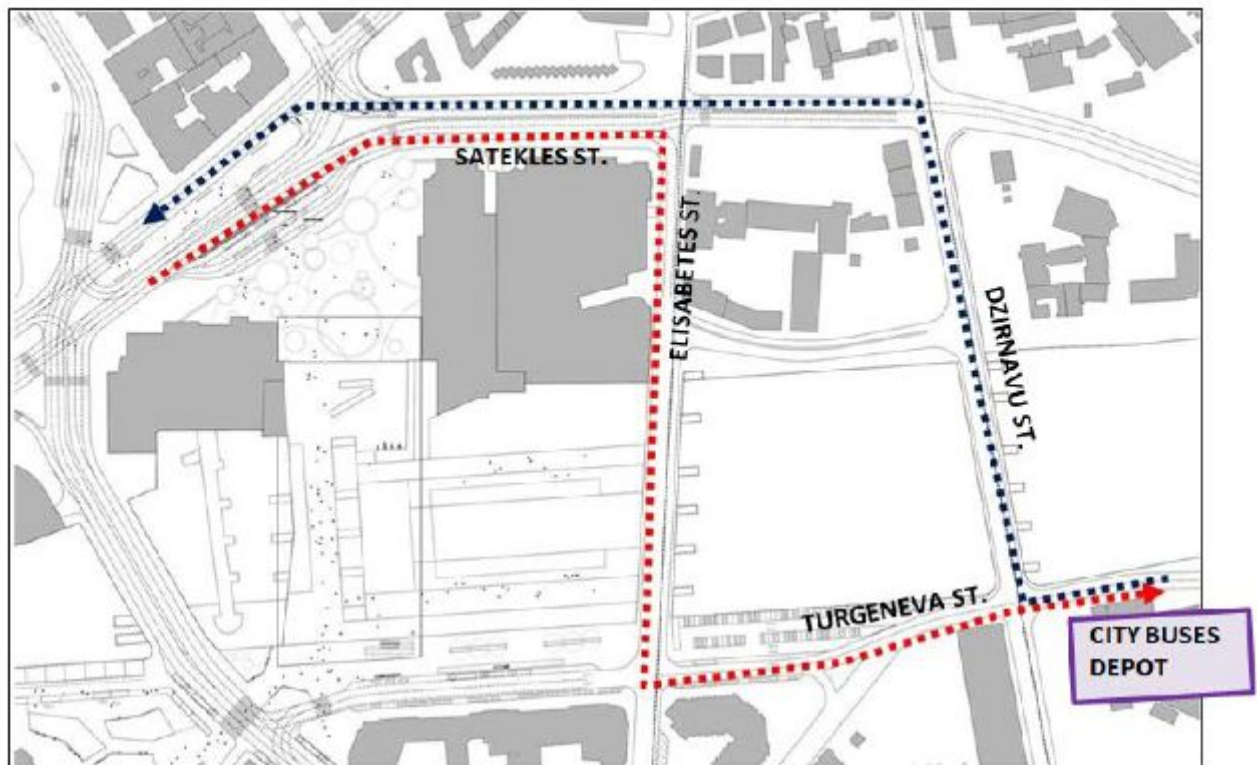 SATEKLES ST.
ELISABETES ST.
DZIRNAVU ST.
TURGENEVA ST.
CITY BUSES
DEPOT